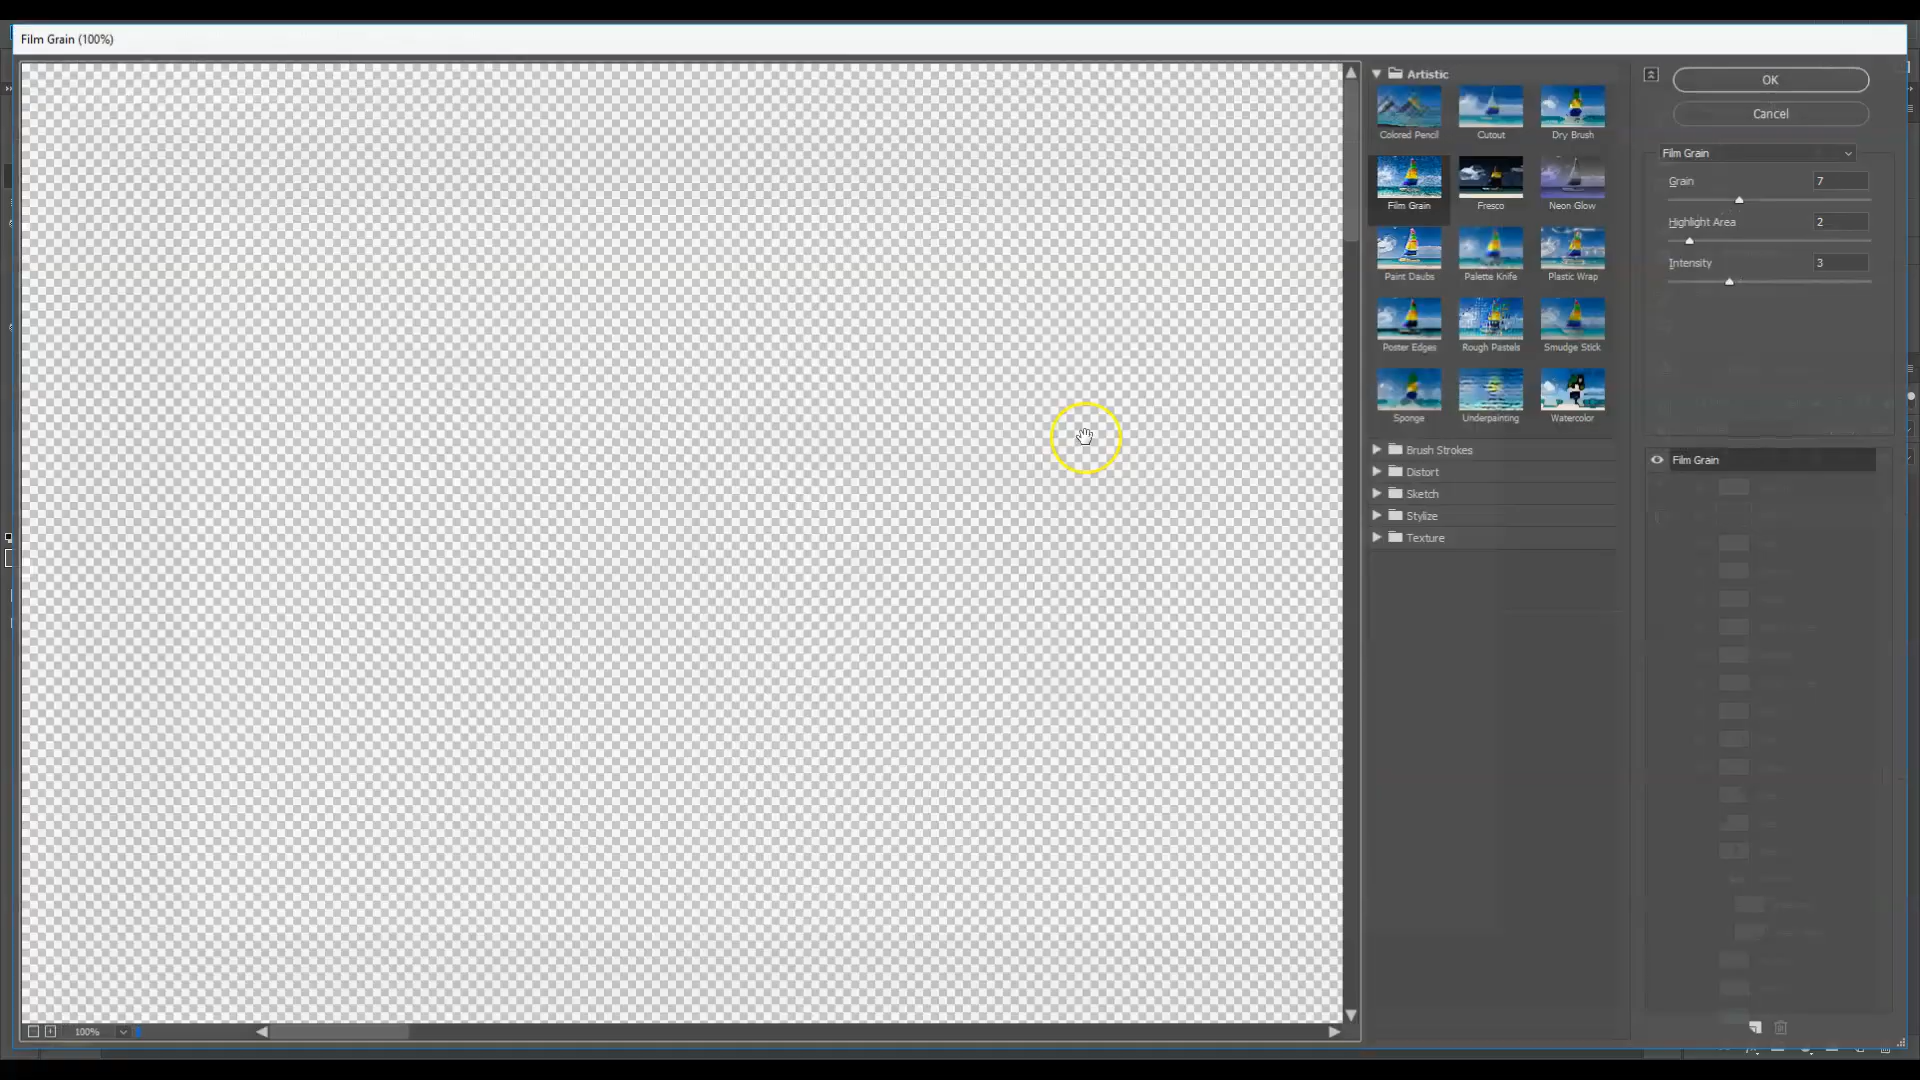 Film Grain (100%)
Artistic
Colored Pencil
Cutout
Dry Brush
Film Grain
Fresco
Neon Glow
Paint Daubs
Palette Knife
Plastic Wrap
Poster Edges
Rough Pastels
Smudge Stick
Sponge
Underpainting
Watercolor
Brush Strokes
Distort
Sketch
Stylize
Texture
OK
Cancel
Film Grain
Grain 7
Highlight Area 2
Intensity 3
Film Grain
100%